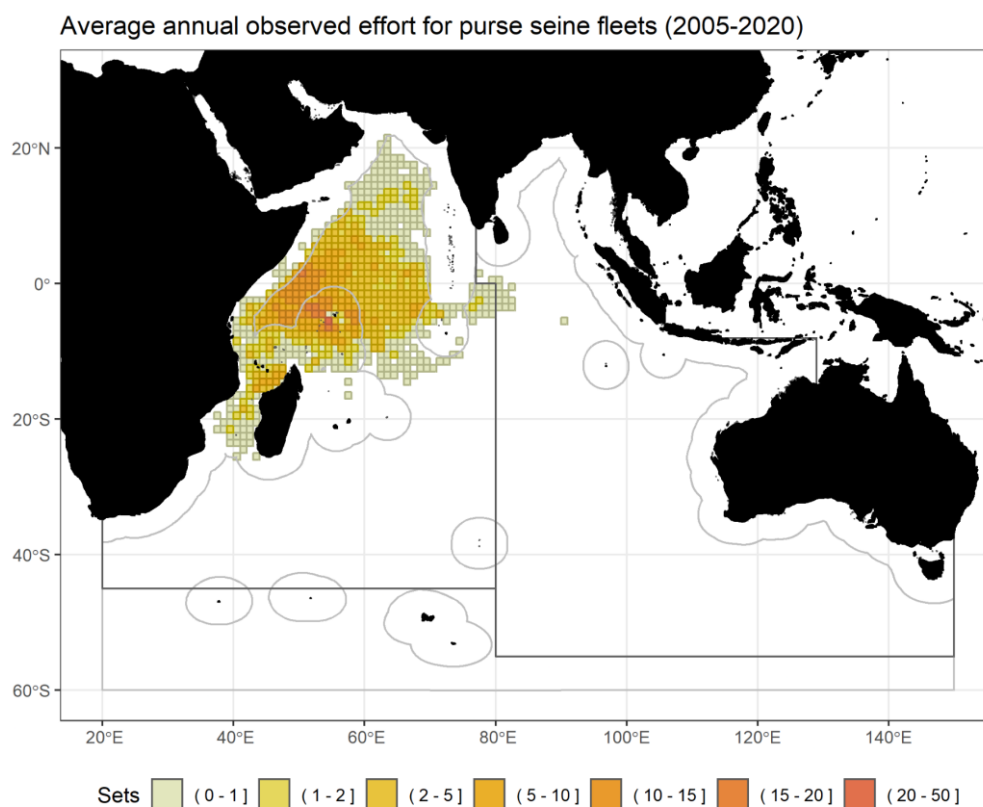 Average annual observed effort for purse seine fleets (2005-2020)
20°N
0°
20°S
40°S
60°S
20°E 40°E 60°E 80°E 100°E 120°E 140°E
Sets ( 0 - 1 ] ( 1 - 2 ] ( 2 - 5 ] ( 5 - 10 ] ( 10 - 15 ] ( 15 - 20 ] ( 20 - 50 ]